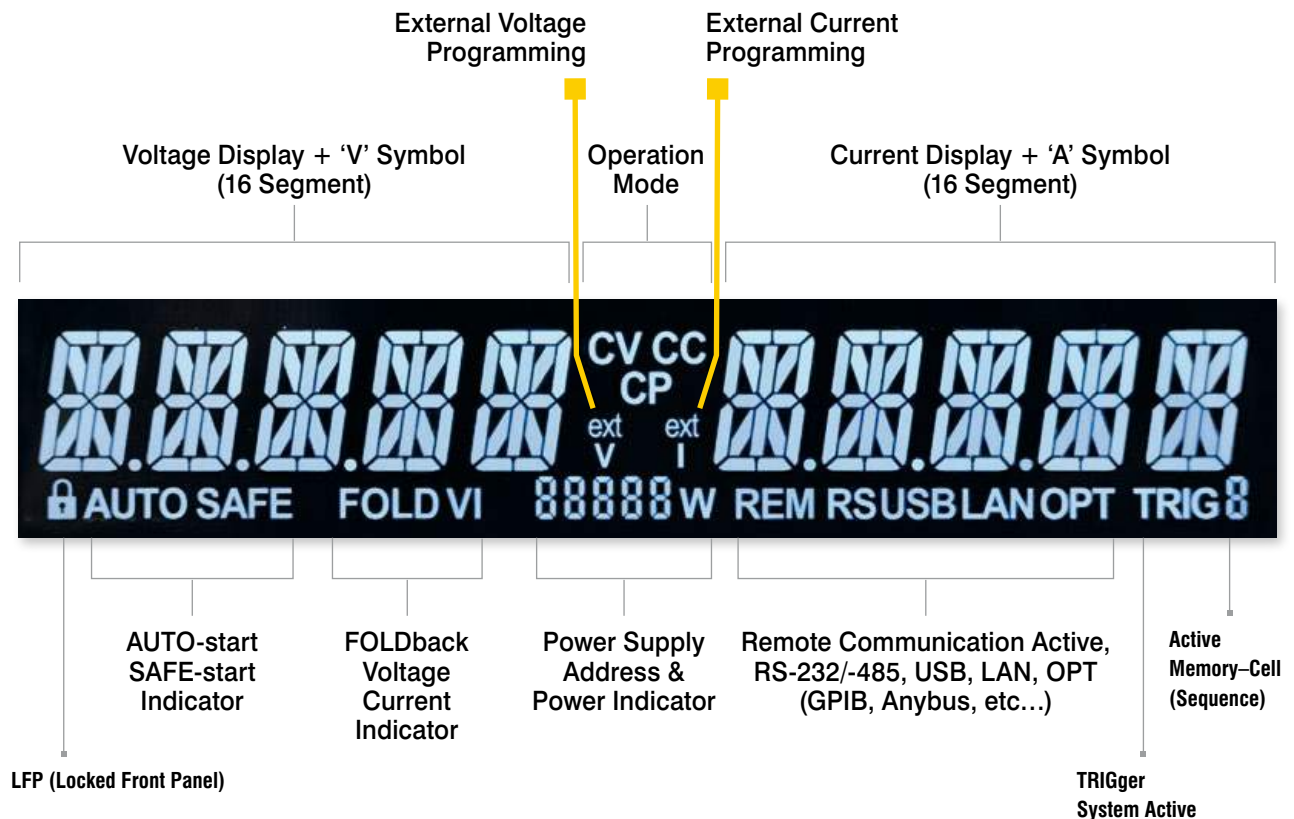 External Voltage
Programming
External Current
Programming
Voltage Display + ‘V’ Symbol
(16 Segment)
Operation
Mode
Current Display + ‘A’ Symbol
(16 Segment)
CV CC
CP
ext ext
V I
AUTO SAFE FOLD VI 88888 W REM RS USB LAN OPT TRIG 8
AUTO-start
SAFE-start
Indicator
FOLDback
Voltage
Current
Indicator
Power Supply
Address &
Power Indicator
Remote Communication Active,
RS-232/-485, USB, LAN, OPT
(GPIB, Anybus, etc…)
Active
Memory–Cell
(Sequence)
LFP (Locked Front Panel)
TRIGger
System Active